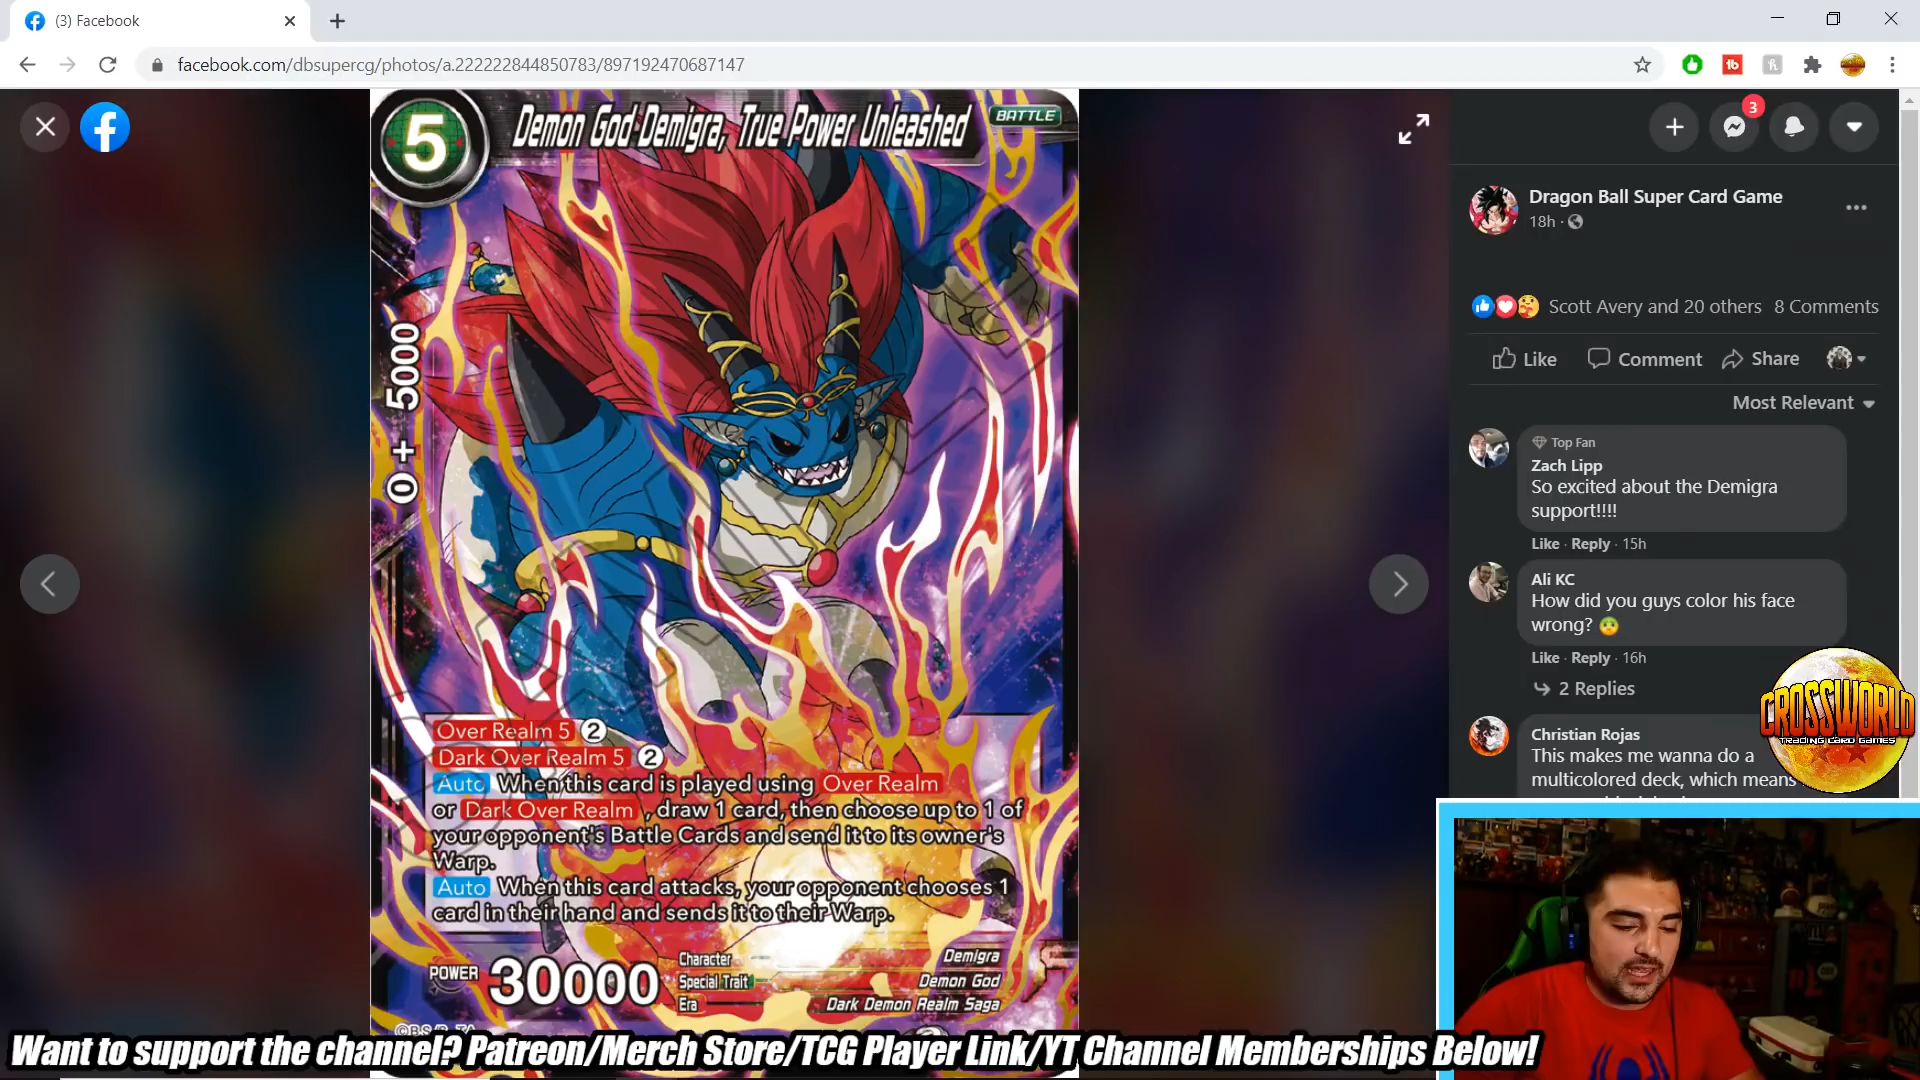 (3) Facebook
facebook.com/dbsupercg/photos/a.222222844850783/897192470687147
5
Demon God Demigra, True Power Unleashed
BATTLE
0 + 5000
Over Realm 5 2
Dark Over Realm 5 2
Auto When this card is played using Over Realm
or Dark Over Realm , draw 1 card, then choose up to 1 of
your opponent's Battle Cards and send it to its owner's
Warp.
Auto When this card attacks, your opponent chooses 1
card in their hand and sends it to their Warp.
POWER 30000
Character Demigra
Special Trait Demon God
Era Dark Demon Realm Saga
3
Dragon Ball Super Card Game
18h
Scott Avery and 20 others 8 Comments
Like Comment Share
Most Relevant
Top Fan
Zach Lipp
So excited about the Demigra
support!!!!
Like · Reply · 15h
Ali KC
How did you guys color his face
wrong?
Like · Reply · 16h
2 Replies
Christian Rojas
This makes me wanna do a
multicolored deck, which means
CROSSWORLD
TRADING CARD GAMES
Want to support the channel? Patreon/Merch Store/TCG Player Link/YT Channel Memberships Below!